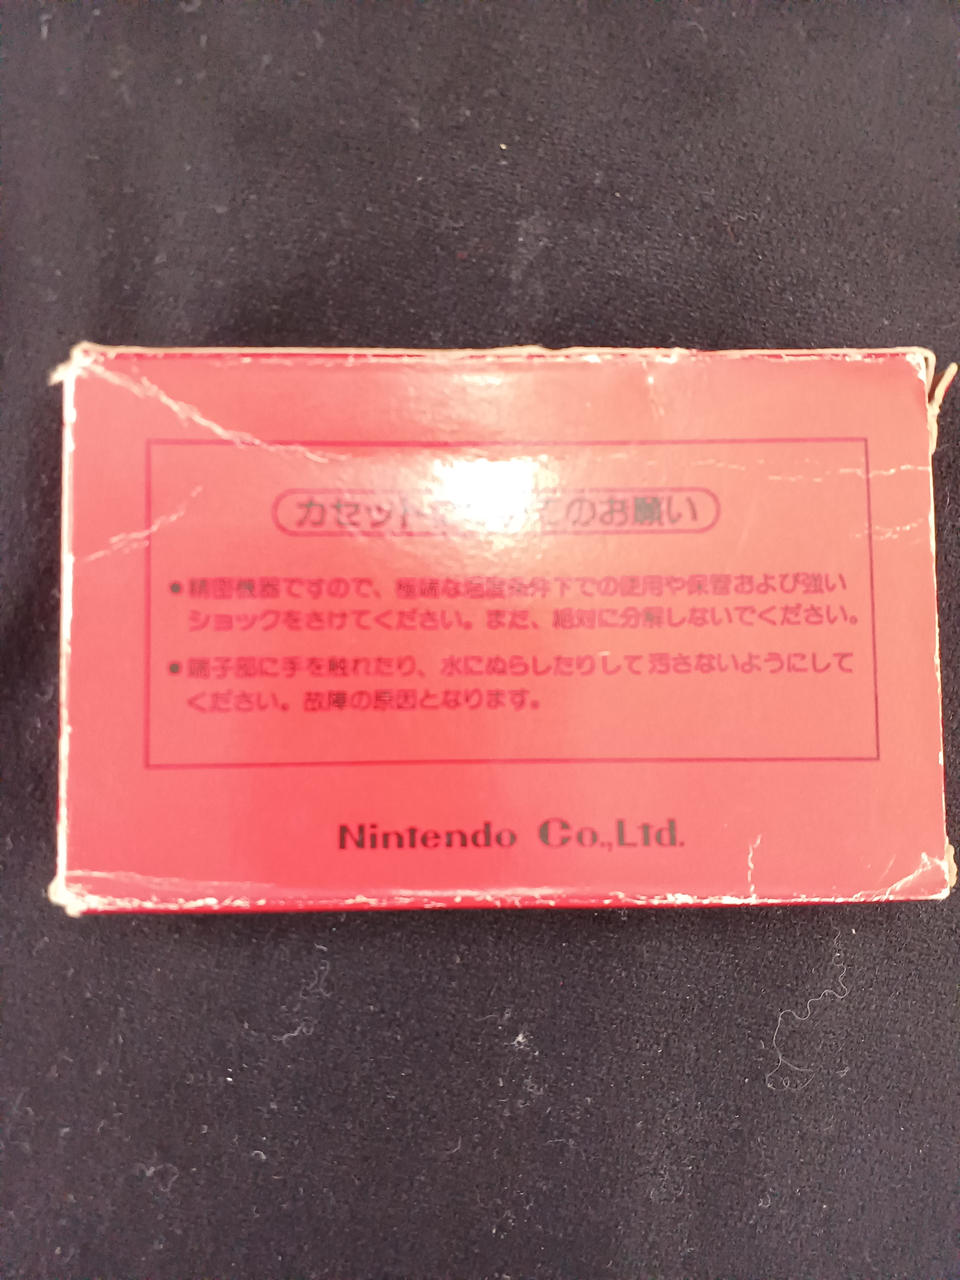 カセット てのお願い
●精密機器ですので、極端な温度条件下での使用や保管および強い
ショックをさけてください。また、絶対に分解しないでください。
●端子部に手を触れたり、水にぬらしたりして汚さないようにして
ください。故障の原因となります。
Nintendo Co.,Ltd.